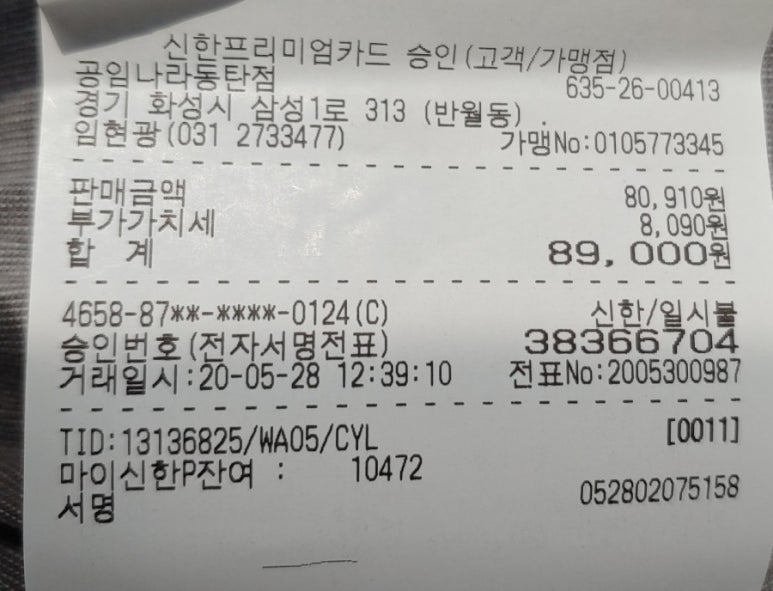 신한프리미엄카드 승인(고객/가맹점)
공임나라동탄점 635-26-00413
경기 화성시 삼성1로 313 (반월동) .
임현광(031 2733477) 가맹No:0105773345
판매금액 80,910원
부가가치세 8,090원
합 계 89,000원
4658-87**-****-0124(C) 신한/일시불
승인번호(전자서명전표) 38366704
거래일시:20-05-28 12:39:10 전표No:2005300987
TID:13136825/WA05/CYL [0011]
마이신한P잔여 : 10472
서명 052802075158